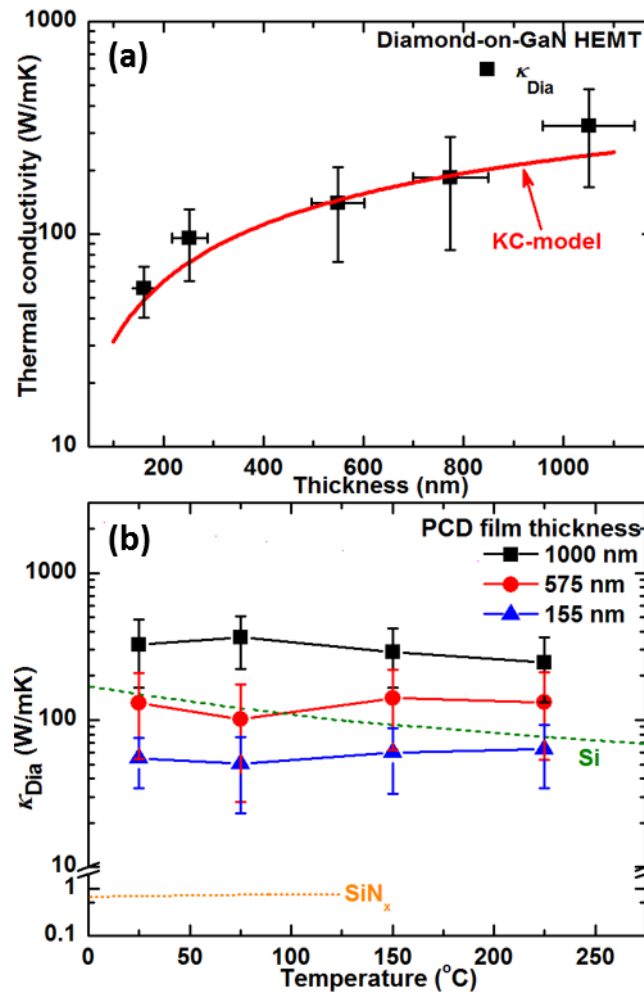 (a)
Diamond-on-GaN HEMT
κDia
KC-model
1000
100
10
Thermal conductivity (W/mK)
200 400 600 800 1000
Thickness (nm)
(b)
PCD film thickness
1000 nm
575 nm
155 nm
Si
SiNx
1000
100
10
1
0.1
κDia (W/mK)
0 50 100 150 200 250
Temperature (oC)